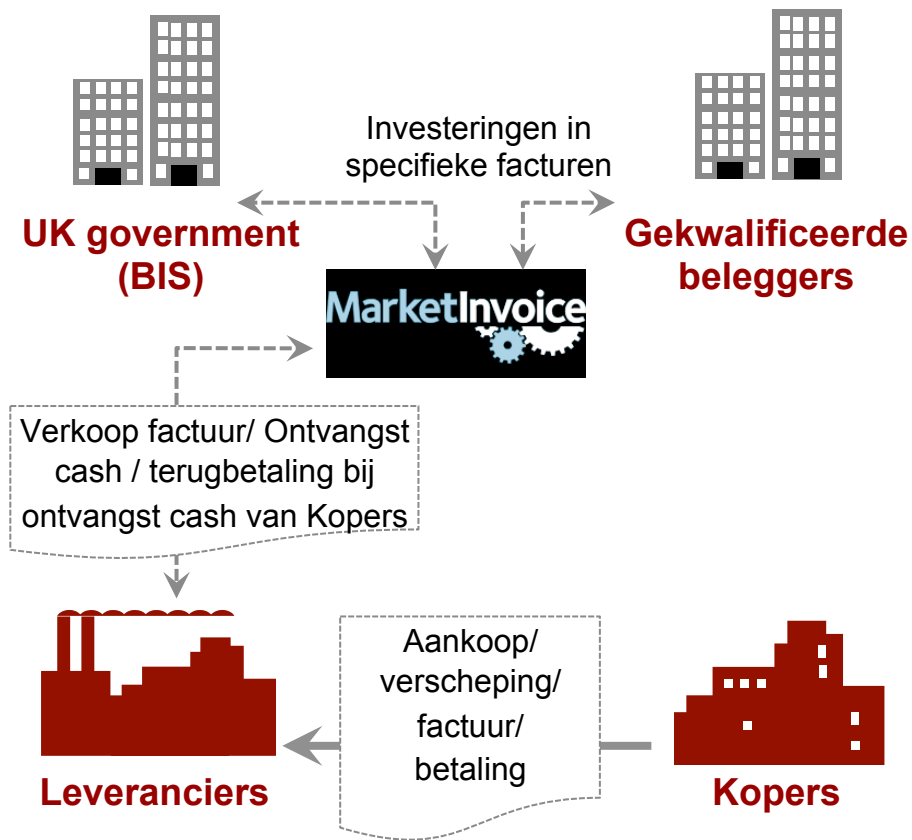 Investeringen in
specifieke facturen
UK government
(BIS)
Gekwalificeerde
beleggers
MarketInvoice
Verkoop factuur/ Ontvangst
cash / terugbetaling bij
ontvangst cash van Kopers
Aankoop/
verscheping/
factuur/
betaling
Leveranciers
Kopers